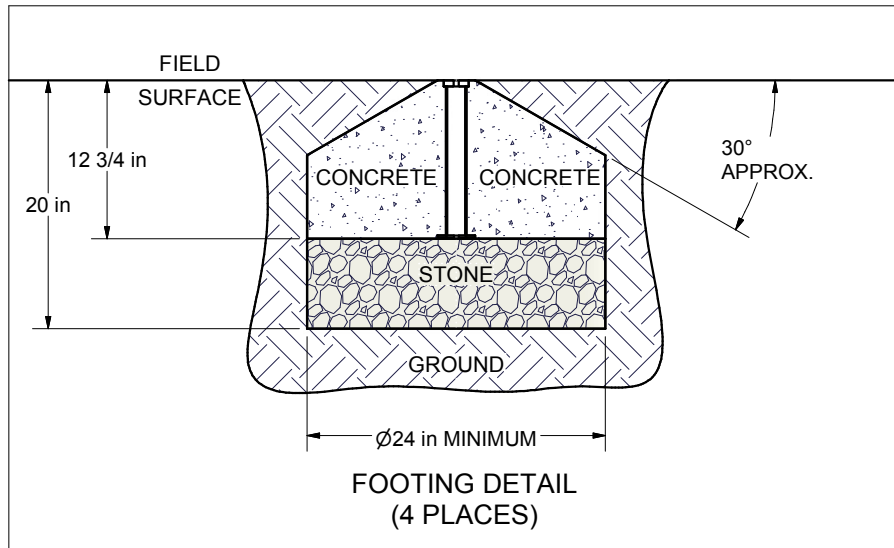 FIELD
SURFACE
12 3/4 in
20 in
30°
APPROX.
CONCRETE
CONCRETE
STONE
GROUND
Ø24 in MINIMUM
FOOTING DETAIL
(4 PLACES)